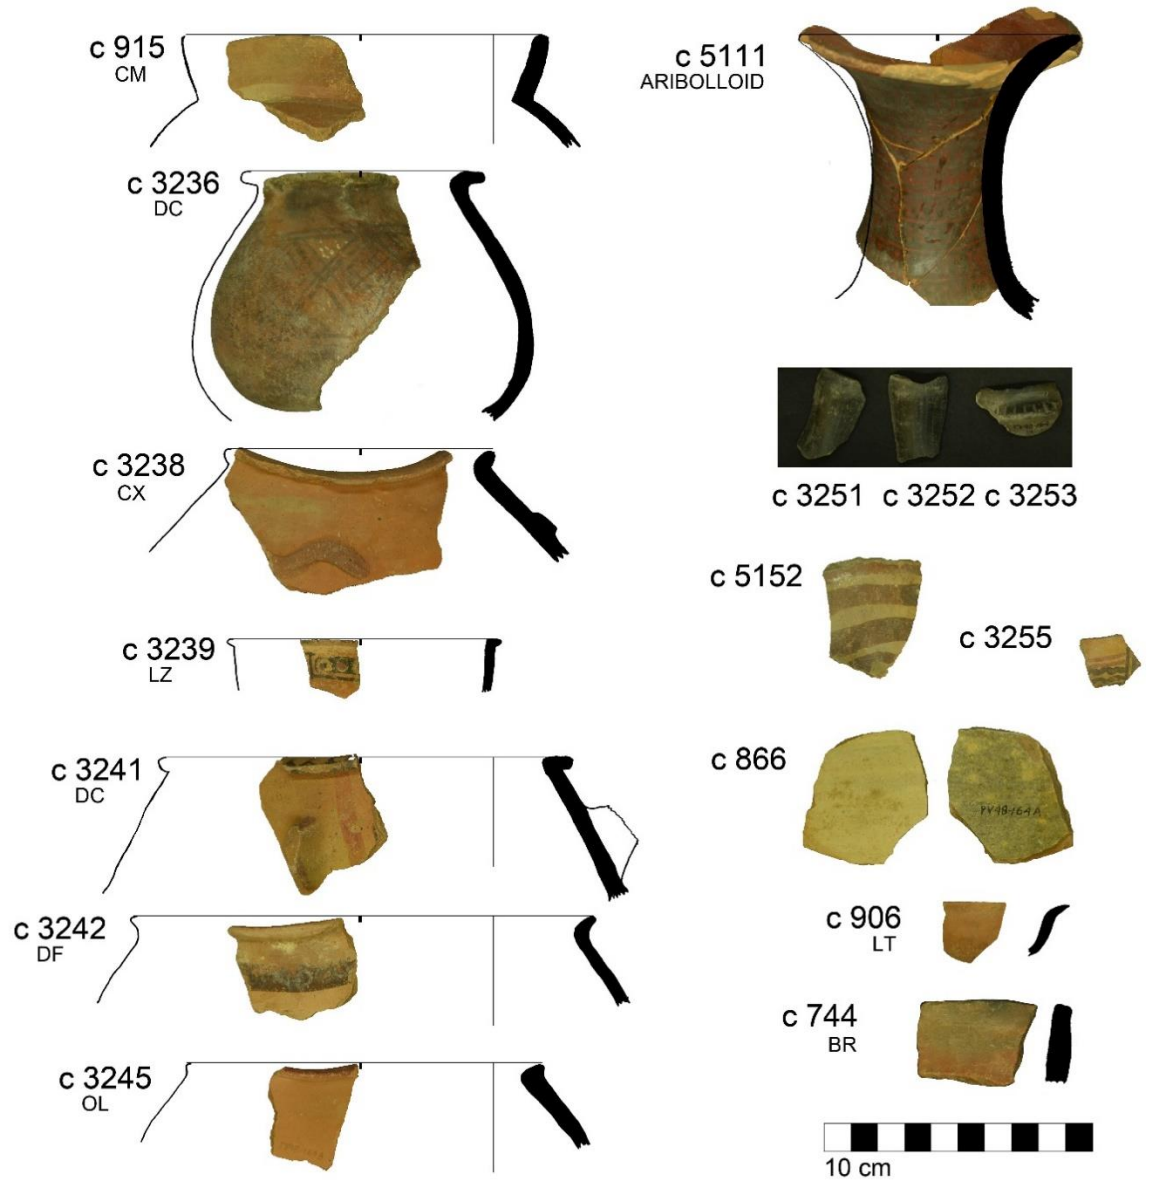 c 915
CM
c 3236
DC
c 3238
CX
c 3239
LZ
c 3241
DC
c 3242
DF
c 3245
OL
c 5111
ARIBOLLOID
c 3251 c 3252 c 3253
c 5152
c 3255
c 866
c 906
LT
c 744
BR
10 cm